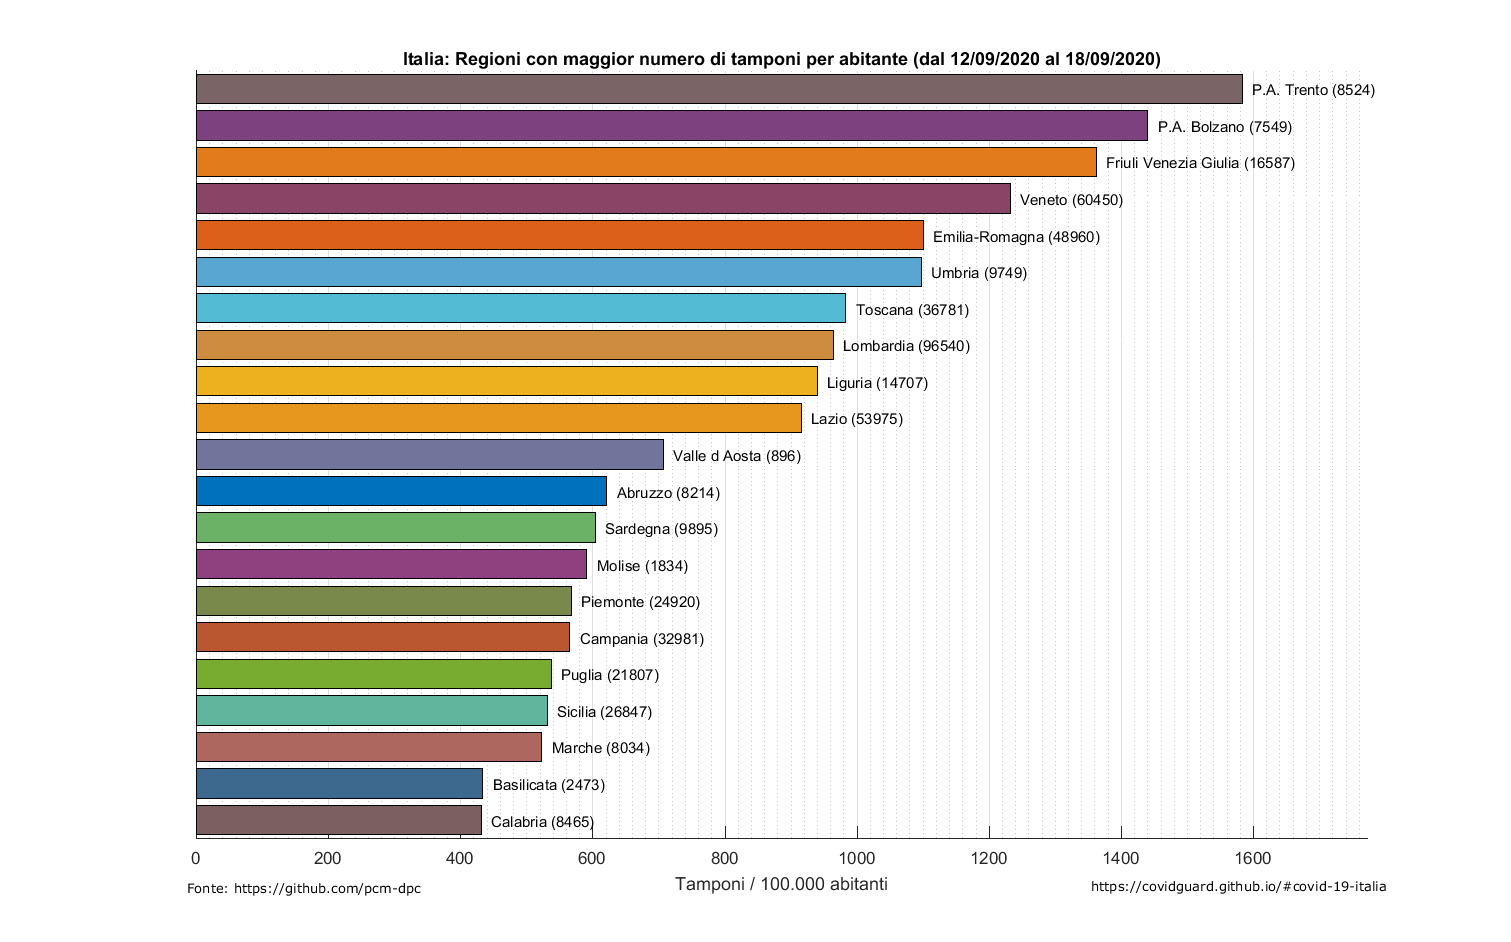 Italia: Regioni con maggior numero di tamponi per abitante (dal 12/09/2020 al 18/09/2020)
P.A. Trento (8524)
P.A. Bolzano (7549)
Friuli Venezia Giulia (16587)
Veneto (60450)
Emilia-Romagna (48960)
Umbria (9749)
Toscana (36781)
Lombardia (96540)
Liguria (14707)
Lazio (53975)
Valle d Aosta (896)
Abruzzo (8214)
Sardegna (9895)
Molise (1834)
Piemonte (24920)
Campania (32981)
Puglia (21807)
Sicilia (26847)
Marche (8034)
Basilicata (2473)
Calabria (8465)
0 200 400 600 800 1000 1200 1400 1600
Tamponi / 100.000 abitanti
Fonte: https://github.com/pcm-dpc
https://covidguard.github.io/#covid-19-italia